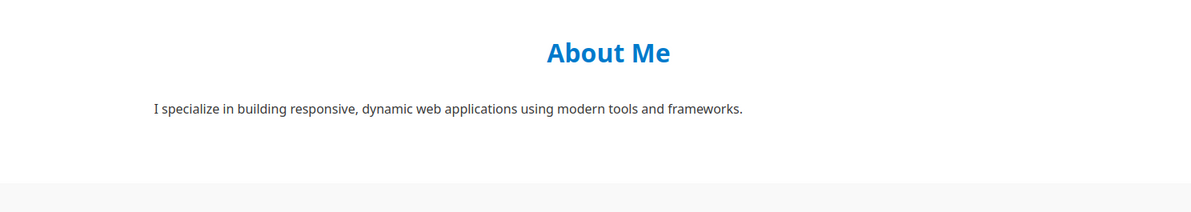 About Me
I specialize in building responsive, dynamic web applications using modern tools and frameworks.